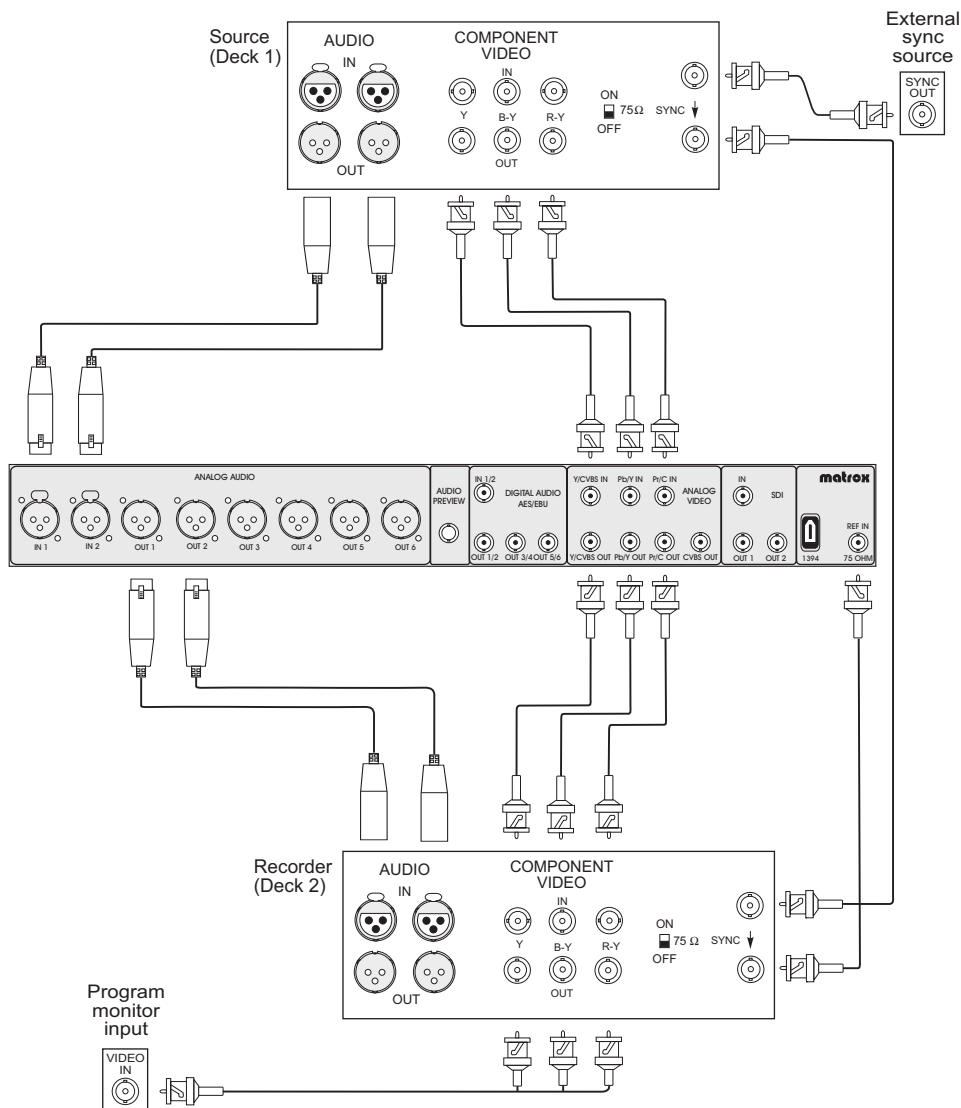 Source
(Deck 1)
AUDIO
IN
OUT
COMPONENT
VIDEO
IN
Y
B-Y
R-Y
OUT
ON
75Ω
OFF
SYNC
External
sync
source
SYNC
OUT
ANALOG AUDIO
IN 1
IN 2
OUT 1
OUT 2
OUT 3
OUT 4
OUT 5
OUT 6
AUDIO
PREVIEW
IN 1/2
DIGITAL AUDIO
AES/EBU
OUT 1/2
OUT 3/4
OUT 5/6
Y/CVBS IN
Pb/Y IN
Pr/C IN
ANALOG
VIDEO
Y/CVBS OUT
Pb/Y OUT
Pr/C OUT
CVBS OUT
IN
SDI
OUT 1
OUT 2
matrox
1394
REF IN
75 OHM
Recorder
(Deck 2)
AUDIO
IN
OUT
COMPONENT
VIDEO
IN
Y
B-Y
R-Y
OUT
ON
75 Ω
OFF
SYNC
Program
monitor
input
VIDEO
IN